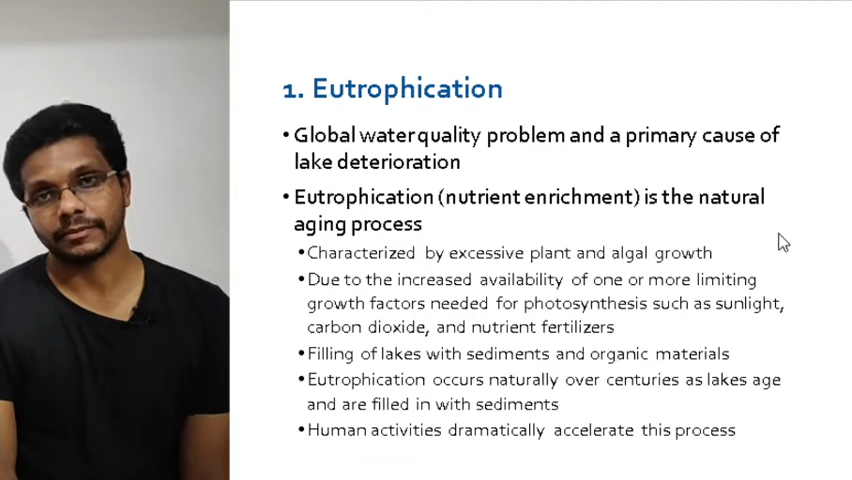 1. Eutrophication
• Global water quality problem and a primary cause of
lake deterioration
• Eutrophication (nutrient enrichment) is the natural
aging process
• Characterized by excessive plant and algal growth
• Due to the increased availability of one or more limiting
growth factors needed for photosynthesis such as sunlight,
carbon dioxide, and nutrient fertilizers
• Filling of lakes with sediments and organic materials
• Eutrophication occurs naturally over centuries as lakes age
and are filled in with sediments
• Human activities dramatically accelerate this process